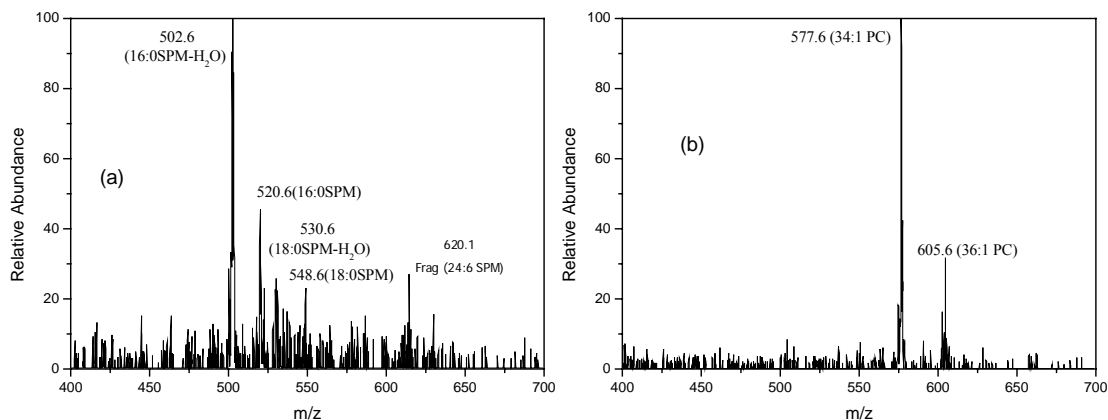 100
80
60
40
20
0
Relative Abundance
502.6
(16:0SPM-H2O)
(a)
520.6(16:0SPM)
530.6
(18:0SPM-H2O)
548.6(18:0SPM)
620.1
Frag (24:6 SPM)
400 450 500 550 600 650 700
m/z
100
80
60
40
20
0
Relative Abundance
577.6 (34:1 PC)
(b)
605.6 (36:1 PC)
400 450 500 550 600 650 700
m/z